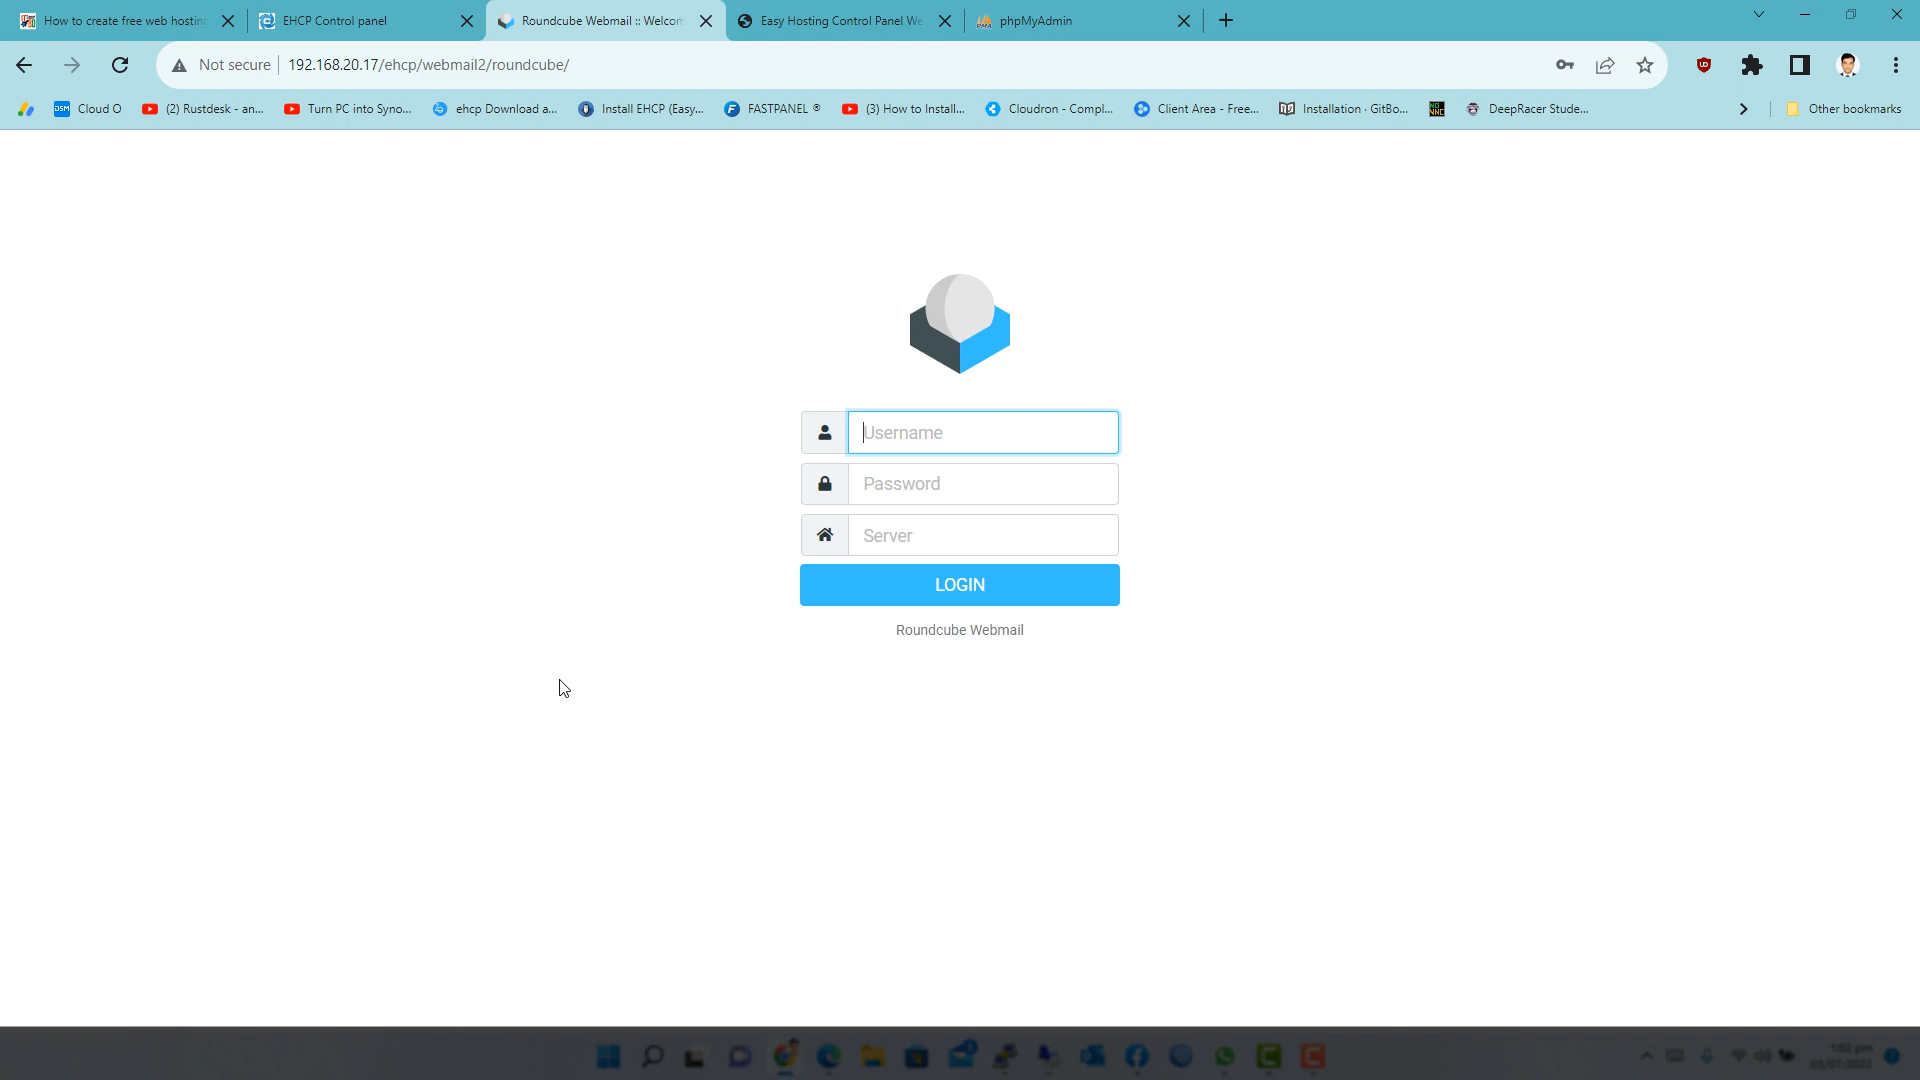 How to create free web hostin
EHCP Control panel
Roundcube Webmail :: Welcom
Easy Hosting Control Panel We
phpMyAdmin
Not secure
192.168.20.17/ehcp/webmail2/roundcube/
Cloud O
(2) Rustdesk - an...
Turn PC into Syno...
ehcp Download a...
Install EHCP (Easy...
FASTPANEL ®
(3) How to Install...
Cloudron - Compl...
Client Area - Free...
Installation · GitBo...
DeepRacer Stude...
Other bookmarks
Username
Password
Server
LOGIN
Roundcube Webmail
1:02 pm